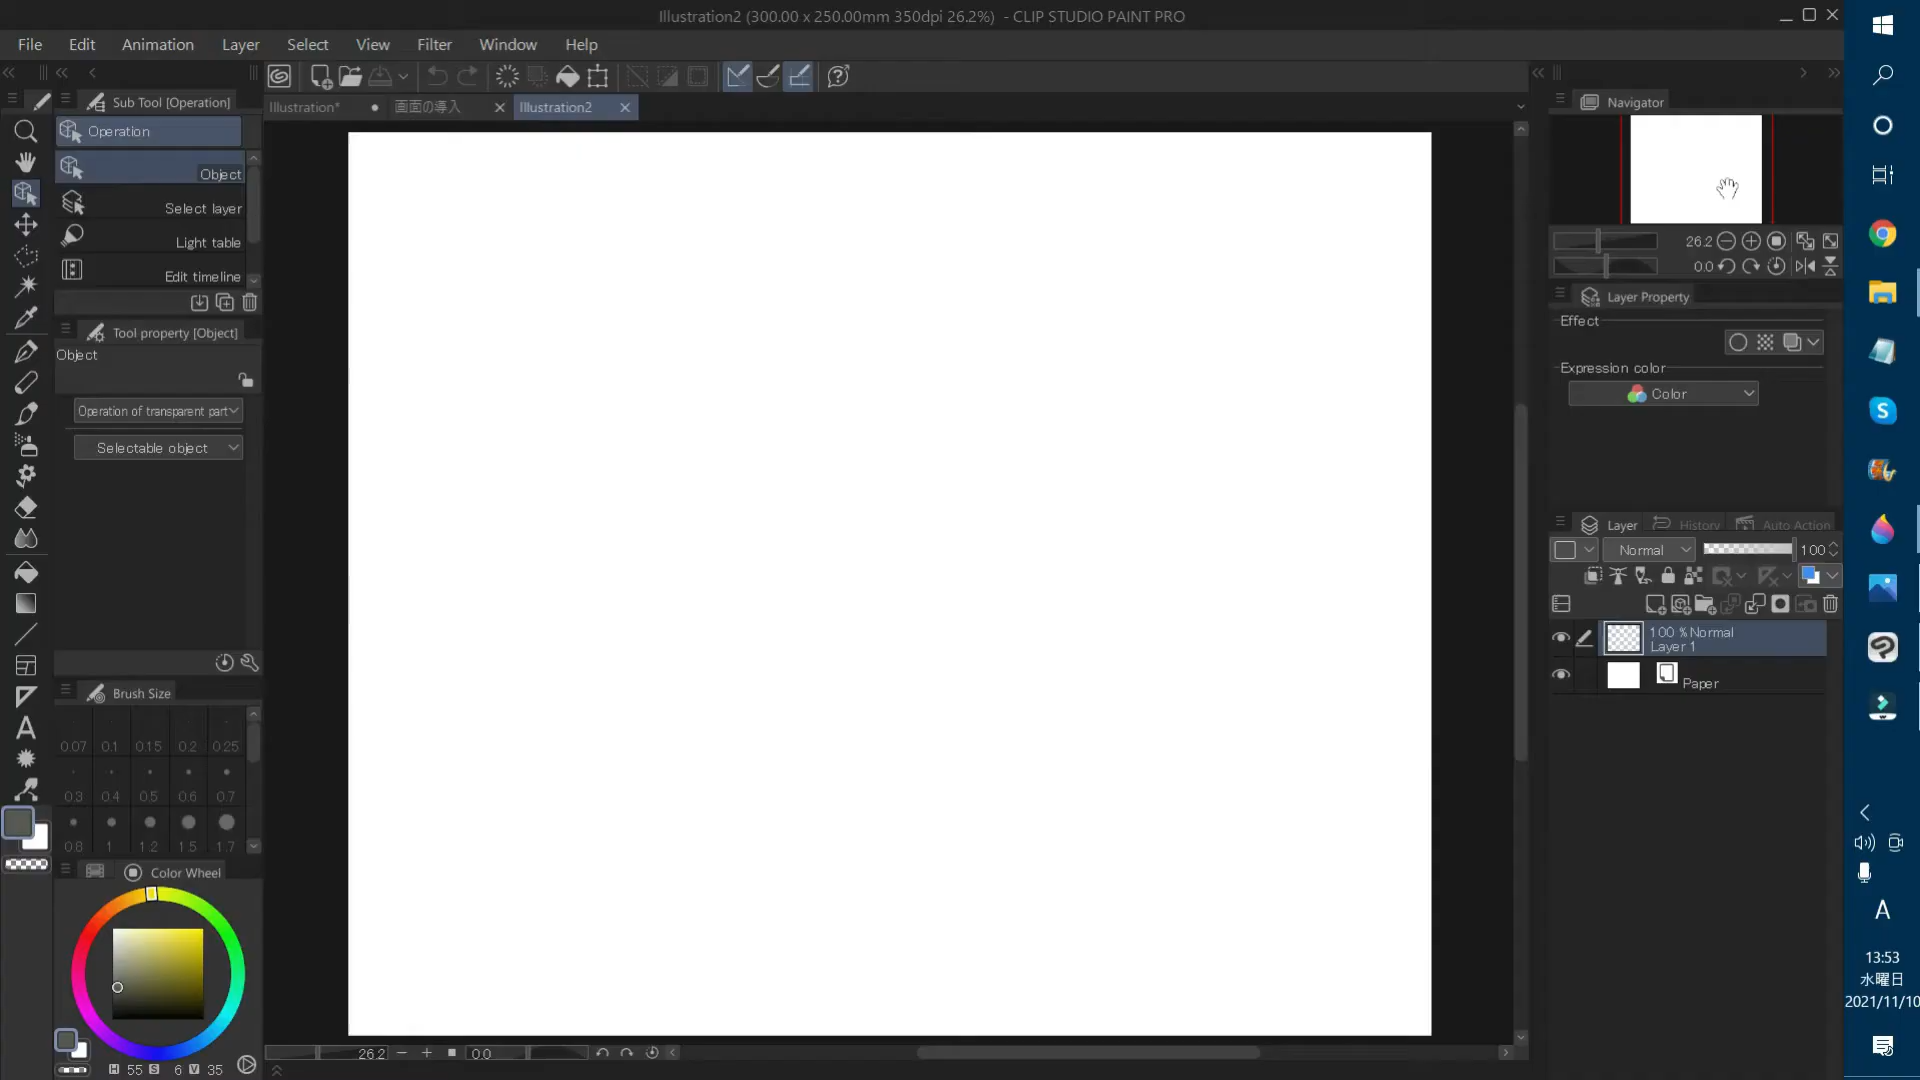 Illustration2 (300.00 x 250.00mm 350dpi 26.2%) - CLIP STUDIO PAINT PRO
File Edit Animation Layer Select View Filter Window Help
Sub Tool [Operation]
Illustration* 画面の導入 Illustration2
Operation
Object
Select layer
Light table
Edit timeline
Tool property [Object]
Object
Operation of transparent part
Selectable object
Brush Size
0.07 0.1 0.15 0.2 0.25
0.3 0.4 0.5 0.6 0.7
0.8 1 1.2 1.5 1.7
Color Wheel
H 55 S 6 V 35
26.2 0.0
Navigator
26.2
0.0
Layer Property
Effect
Expression color
Color
Layer History Auto Action
Normal 100
100 % Normal
Layer 1
Paper
A
13:53
水曜日
2021/11/10